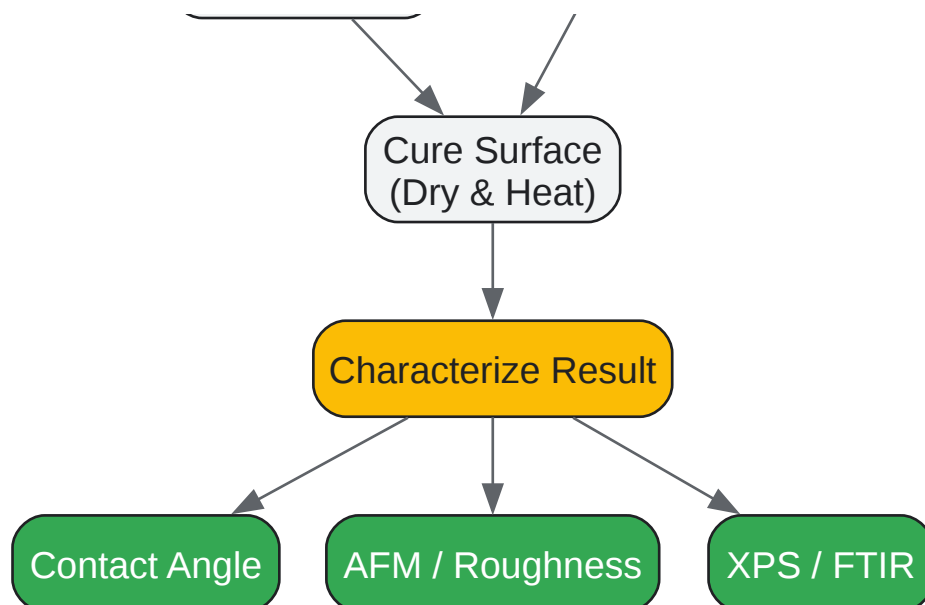 Cure Surface
(Dry & Heat)
Characterize Result
Contact Angle
AFM / Roughness
XPS / FTIR